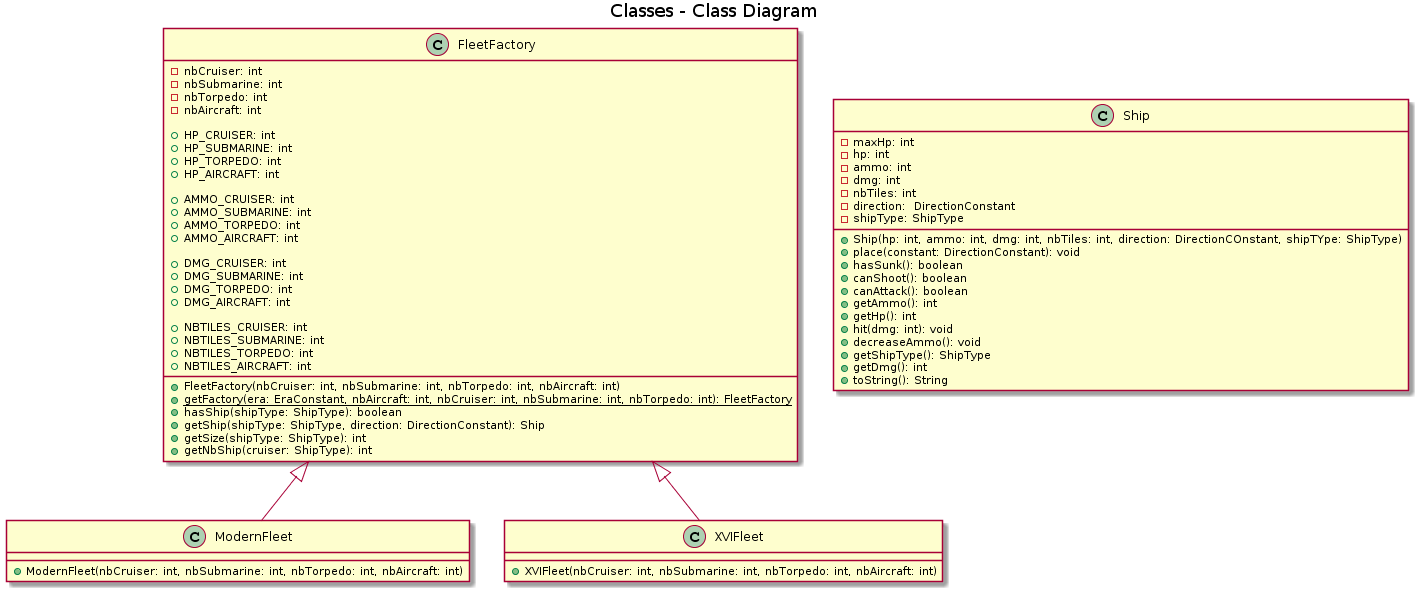 Classes - Class Diagram
C FleetFactory
nbCruiser: int
nbSubmarine: int
nbTorpedo: int
nbAircraft: int
HP_CRUISER: int
HP_SUBMARINE: int
HP_TORPEDO: int
HP_AIRCRAFT: int
AMMO_CRUISER: int
AMMO_SUBMARINE: int
AMMO_TORPEDO: int
AMMO_AIRCRAFT: int
DMG_CRUISER: int
DMG_SUBMARINE: int
DMG_TORPEDO: int
DMG_AIRCRAFT: int
NBTILES_CRUISER: int
NBTILES_SUBMARINE: int
NBTILES_TORPEDO: int
NBTILES_AIRCRAFT: int
FleetFactory(nbCruiser: int, nbSubmarine: int, nbTorpedo: int, nbAircraft: int)
getFactory(era: EraConstant, nbAircraft: int, nbCruiser: int, nbSubmarine: int, nbTorpedo: int): FleetFactory
hasShip(shipType: ShipType): boolean
getShip(shipType: ShipType, direction: DirectionConstant): Ship
getSize(shipType: ShipType): int
getNbShip(cruiser: ShipType): int
C Ship
maxHp: int
hp: int
ammo: int
dmg: int
nbTiles: int
direction:  DirectionConstant
shipType: ShipType
Ship(hp: int, ammo: int, dmg: int, nbTiles: int, direction: DirectionCOnstant, shipTYpe: ShipType)
place(constant: DirectionConstant): void
hasSunk(): boolean
canShoot(): boolean
canAttack(): boolean
getAmmo(): int
getHp(): int
hit(dmg: int): void
decreaseAmmo(): void
getShipType(): ShipType
getDmg(): int
toString(): String
C ModernFleet
ModernFleet(nbCruiser: int, nbSubmarine: int, nbTorpedo: int, nbAircraft: int)
C XVIFleet
XVIFleet(nbCruiser: int, nbSubmarine: int, nbTorpedo: int, nbAircraft: int)